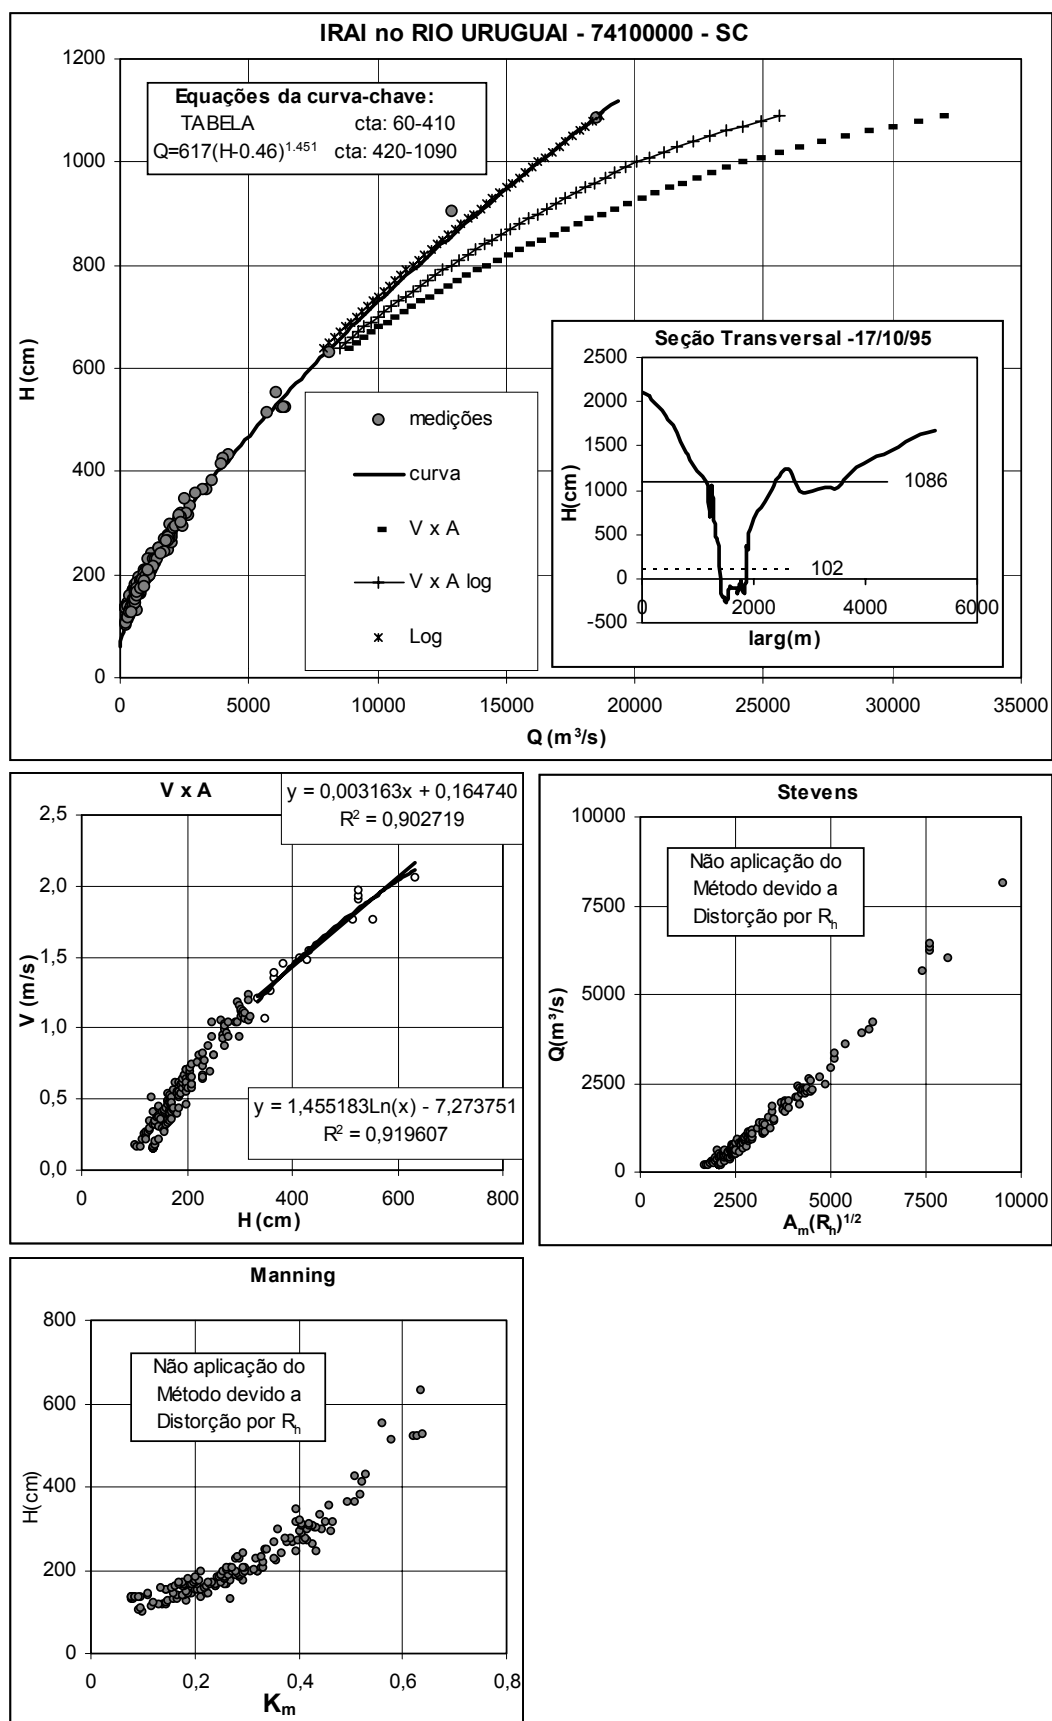 IRAI no RIO URUGUAI - 74100000 - SC
Equações da curva-chave:
TABELA cta: 60-410
Q=617(H-0.46)^1.451 cta: 420-1090
H (cm)
1200
1000
800
600
400
200
0
medições
curva
V x A
V x A log
Log
Seção Transversal -17/10/95
H(cm)
2500
2000
1500
1000
500
0
-500
1086
102
0 2000 4000 6000
larg(m)
0 5000 10000 15000 20000 25000 30000 35000
Q (m³/s)
V x A
y = 0,003163x + 0,164740
R² = 0,902719
V (m/s)
2,5
2,0
1,5
1,0
0,5
0,0
y = 1,455183Ln(x) - 7,273751
R² = 0,919607
0 200 400 600 800
H (cm)
Stevens
Não aplicação do
Método devido a
Distorção por Rh
Q(m³/s)
10000
7500
5000
2500
0
0 2500 5000 7500 10000
Am(Rh)^1/2
Manning
Não aplicação do
Método devido a
Distorção por Rh
H(cm)
800
600
400
200
0
0 0,2 0,4 0,6 0,8
Km